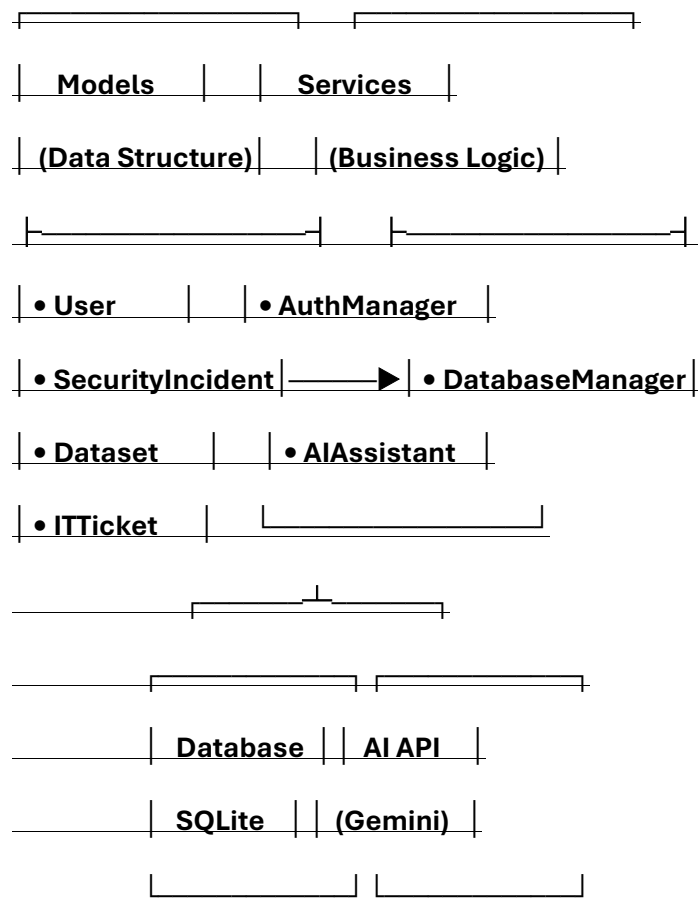 Models Services
(Data Structure) (Business Logic)
• User • AuthManager
• SecurityIncident • DatabaseManager
• Dataset • AIAssistant
• ITTicket
Database AI API
SQLite (Gemini)